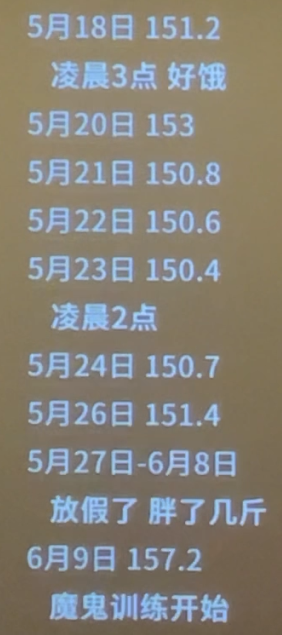 5月18日 151.2
凌晨3点 好饿
5月20日 153
5月21日 150.8
5月22日 150.6
5月23日 150.4
凌晨2点
5月24日 150.7
5月26日 151.4
5月27日-6月8日
放假了 胖了几斤
6月9日 157.2
魔鬼训练开始